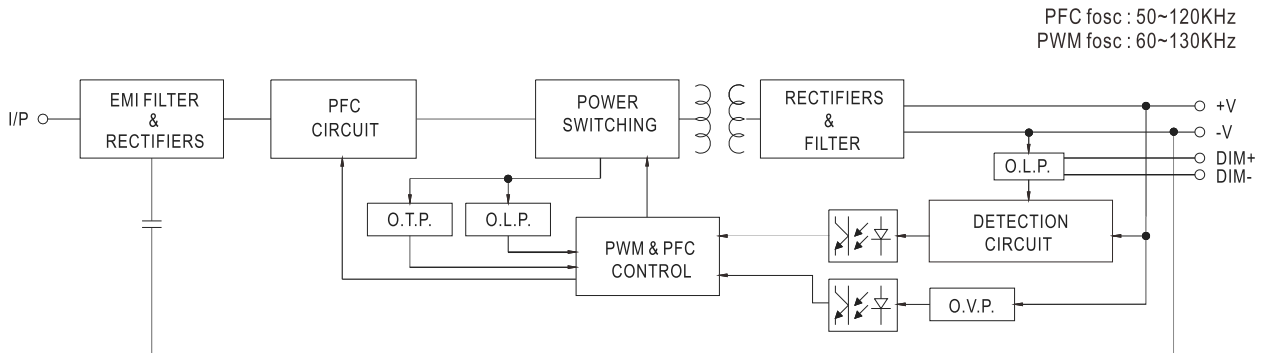 PFC fosc : 50~120KHz
PWM fosc : 60~130KHz
I/P
EMI FILTER
&
RECTIFIERS
PFC
CIRCUIT
POWER
SWITCHING
RECTIFIERS
&
FILTER
+V
-V
DIM+
DIM-
O.L.P.
O.T.P.
O.L.P.
PWM & PFC
CONTROL
DETECTION
CIRCUIT
O.V.P.